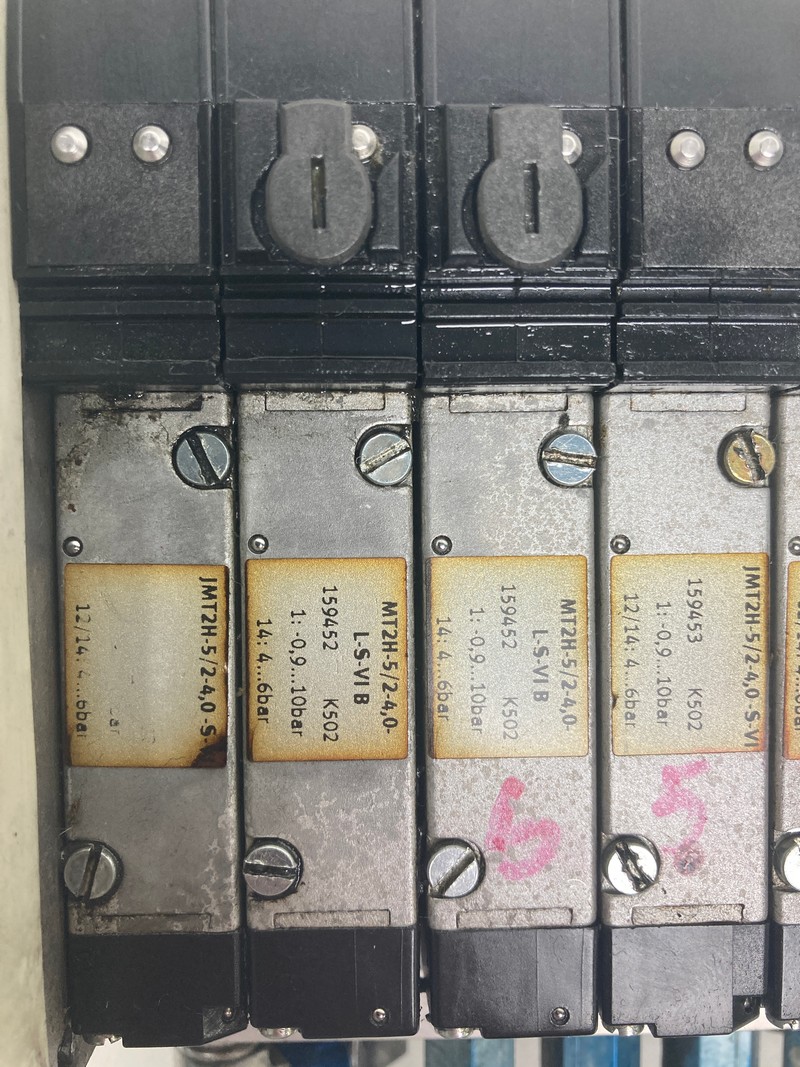 JMT2H-5/2-4,0 -S-
12/14: 4...6bar
MT2H-5/2-4,0-
L-S-VI B
159452 K502
1: -0,9...10bar
14: 4...6bar
MT2H-5/2-4,0-
L-S-VI B
159452 K502
1: -0,9...10bar
14: 4...6bar
6
JMT2H-5/2-4,0 -S-VI
159453 K502
1:-0,9...10bar
12/14: 4...6bar
5